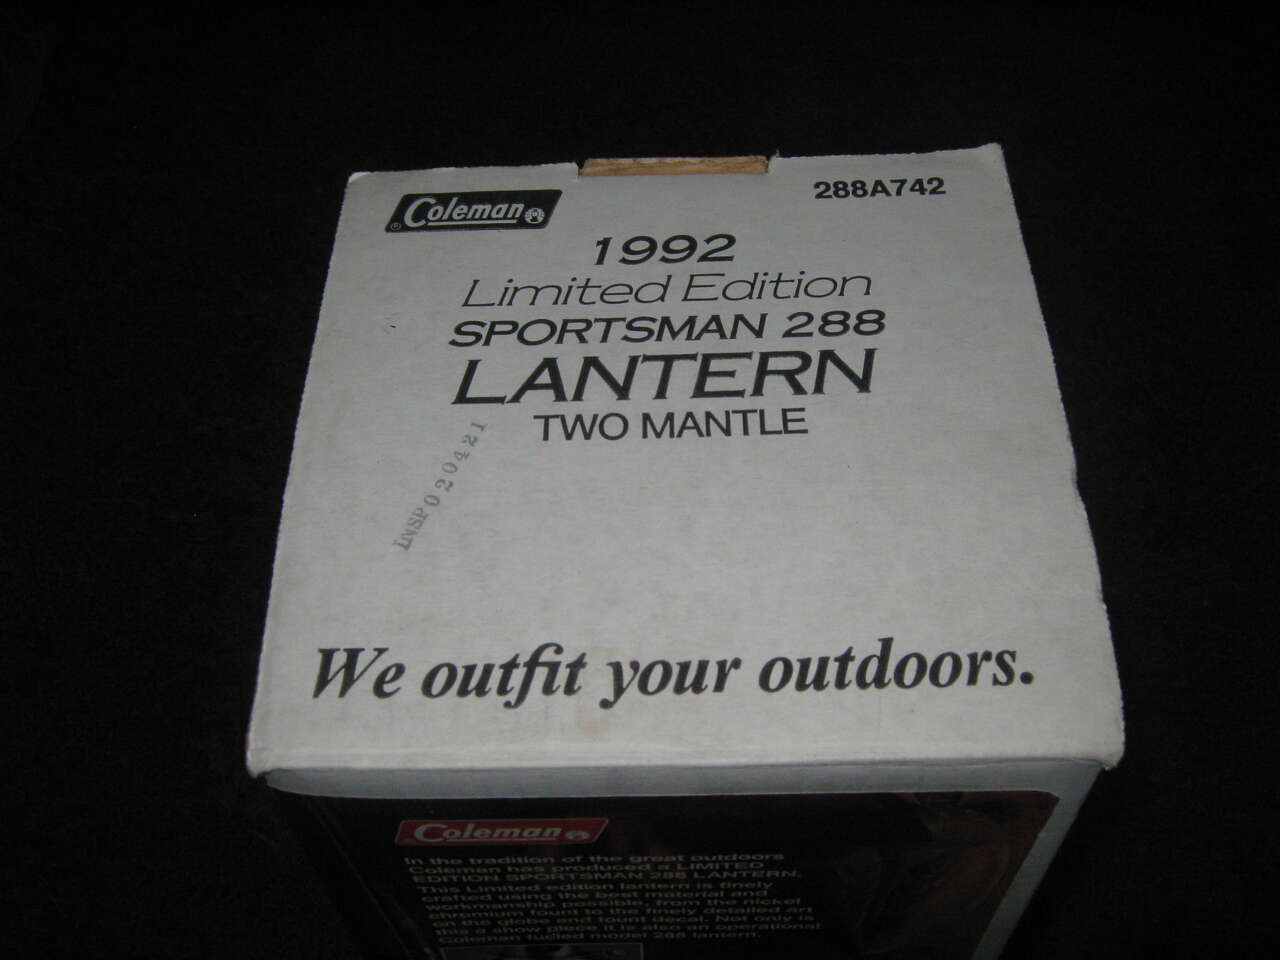 Coleman
288A742
1992
Limited Edition
SPORTSMAN 288
LANTERN
TWO MANTLE
INSP020421
We outfit your outdoors.
Coleman
In the tradition of the great outdoors
Coleman has produced a LIMITED
EDITION SPORTSMAN 288 LANTERN.
This Limited edition lantern is finely
crafted using the best material and
workmanship possible, from the nickel
chromium fount to the finely detailed art
on the globe and fount decal. Not only is
this a show piece it is also an operational
Coleman fueled model 288 lantern.